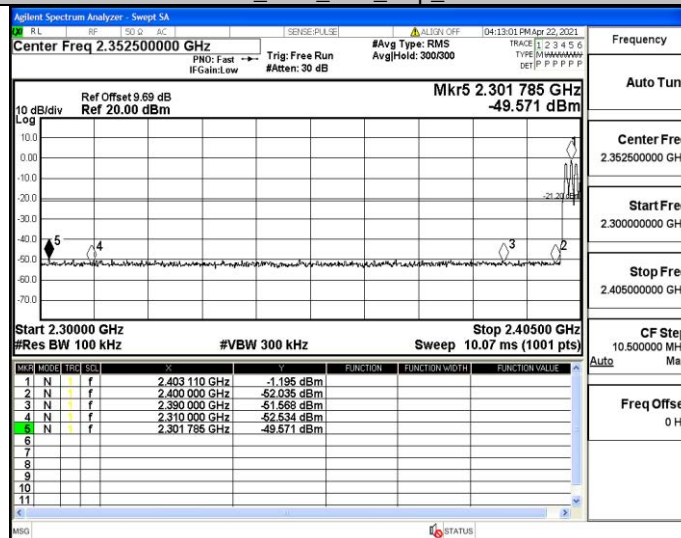 Agilent Spectrum Analyzer - Swept SA
RL RF 50 Ω AC SENSE:PULSE ALIGN OFF 04:13:01 PM Apr 22, 2021
Center Freq 2.352500000 GHz
PNO: Fast
IFGain:Low
Trig: Free Run
#Atten: 30 dB
#Avg Type: RMS
Avg|Hold: 300/300
TRACE 1 2 3 4 5 6
TYPE
DET P P P P P P
Ref Offset 9.69 dB
Ref 20.00 dBm
10 dB/div
Log
Mkr5 2.301 785 GHz
-49.571 dBm
10.0
0.00
-10.0
-20.0
-30.0
-40.0
-50.0
-60.0
-70.0
1
-21.20 dBm
5
4
3
2
Start 2.30000 GHz
Stop 2.40500 GHz
#Res BW 100 kHz
#VBW 300 kHz
Sweep 10.07 ms (1001 pts)
MKR MODE TRC SCL X Y FUNCTION FUNCTION WIDTH FUNCTION VALUE
1 N 1 f 2.403 110 GHz -1.195 dBm
2 N 1 f 2.400 000 GHz -52.035 dBm
3 N 1 f 2.390 000 GHz -51.568 dBm
4 N 1 f 2.310 000 GHz -52.534 dBm
5 N 1 f 2.301 785 GHz -49.571 dBm
6
7
8
9
10
11
MSG
STATUS
Frequency
Auto Tun
Center Fre
2.352500000 GH
Start Fre
2.300000000 GH
Stop Fre
2.405000000 GH
CF Ste
10.500000 MH
Auto Ma
Freq Offse
0 H